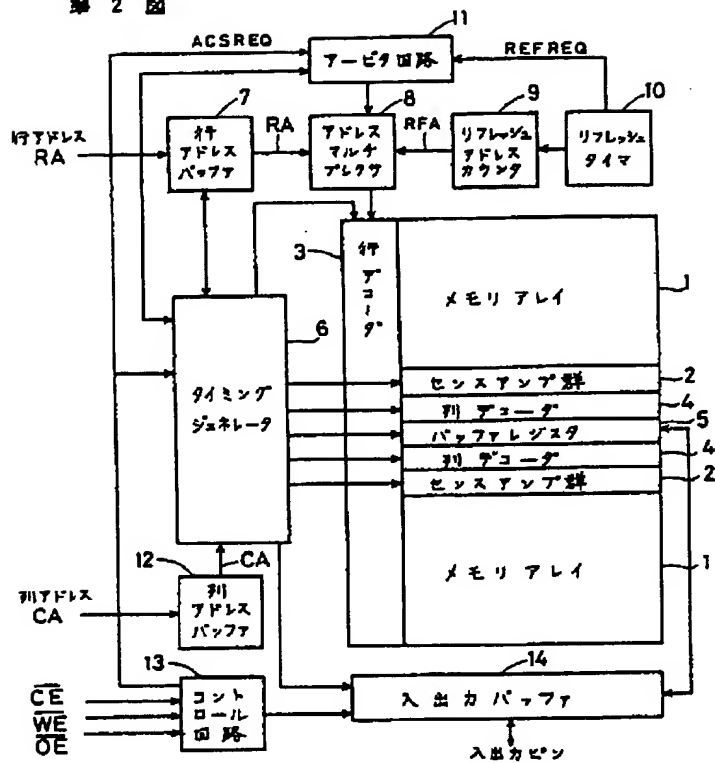 第 2 図
11
ACSREQ
アービタ回路
REFREQ
7
8
9
10
行アドレス
RA
行
アドレス
バッファ
RA
アドレス
マルチ
プレクサ
RFA
リフレッシュ
アドレス
カウンタ
リフレッシュ
タイマ
3
行
デ
コ
ー
ダ
メモリ アレイ
1
6
タイミング
ジェネレータ
センスアンプ群
2
列 デコーダ
4
バッファレジスタ
5
列 デコーダ
4
センスアンプ群
2
メモリ アレイ
1
12
CA
列アドレス
CA
列
アドレス
バッファ
13
14
CE
WE
OE
コント
ロール
回路
入出力バッファ
入出力ピン